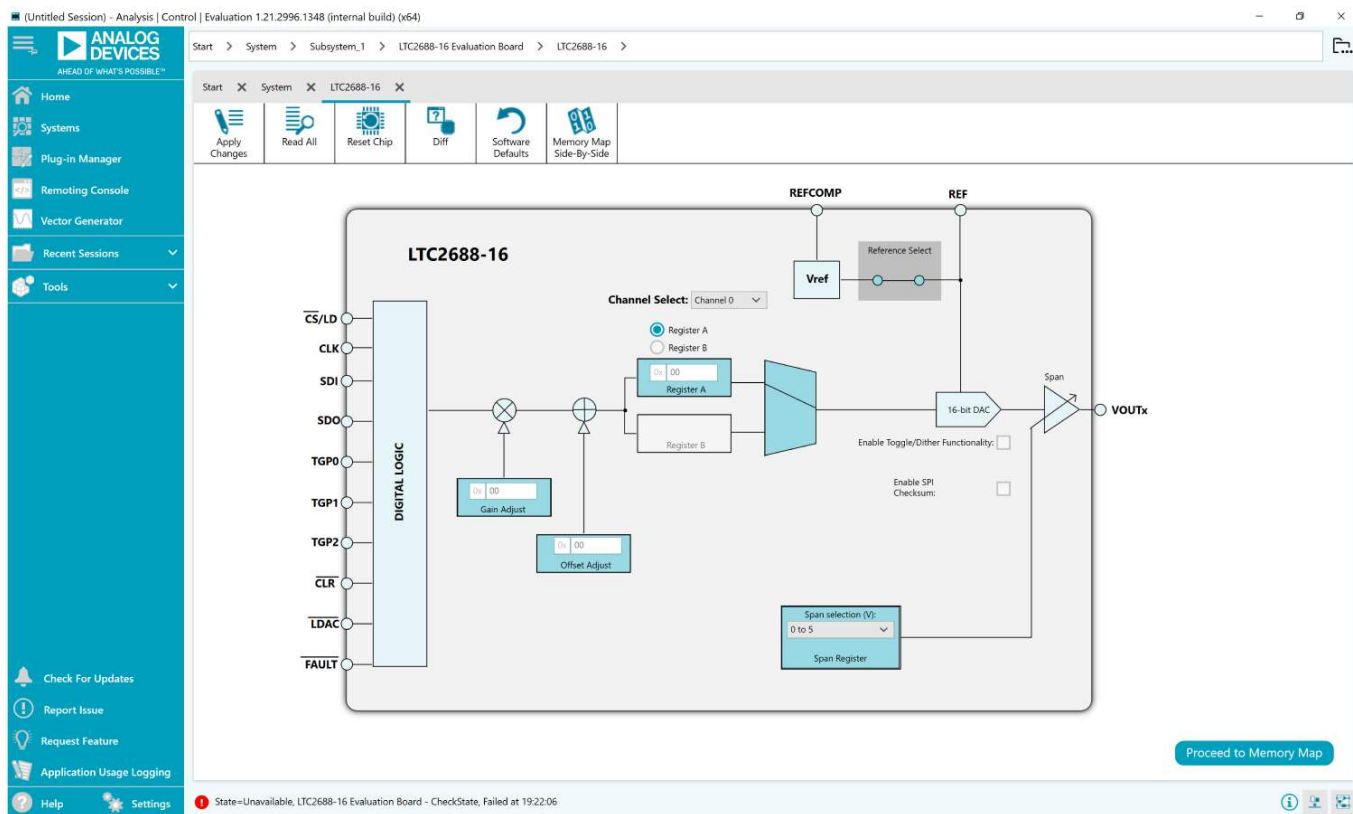 (Untitled Session) - Analysis | Control | Evaluation 1.21.2996.1348 (internal build) (x64)
ANALOG
DEVICES
AHEAD OF WHAT'S POSSIBLE™
Start > System > Subsystem_1 > LTC2688-16 Evaluation Board > LTC2688-16 >
Home
Systems
Plug-in Manager
Remoting Console
Vector Generator
Recent Sessions
Tools
Check For Updates
Report Issue
Request Feature
Application Usage Logging
Help
Settings
Start X System X LTC2688-16 X
Apply
Changes
Read All
Reset Chip
Diff
Software
Defaults
Memory Map
Side-By-Side
REFCOMP
REF
LTC2688-16
Reference Select
Vref
Channel Select: Channel 0
Register A
Register B
0x 00
Register A
Register B
CS/LD
CLK
SDI
SDO
TGP0
TGP1
TGP2
CLR
LDAC
FAULT
DIGITAL LOGIC
0x 00
Gain Adjust
0x 00
Offset Adjust
Span
16-bit DAC
VOUTx
Enable Toggle/Dither Functionality:
Enable SPI
Checksum:
Span selection (V):
0 to 5
Span Register
Proceed to Memory Map
State=Unavailable, LTC2688-16 Evaluation Board - CheckState, Failed at 19:22:06